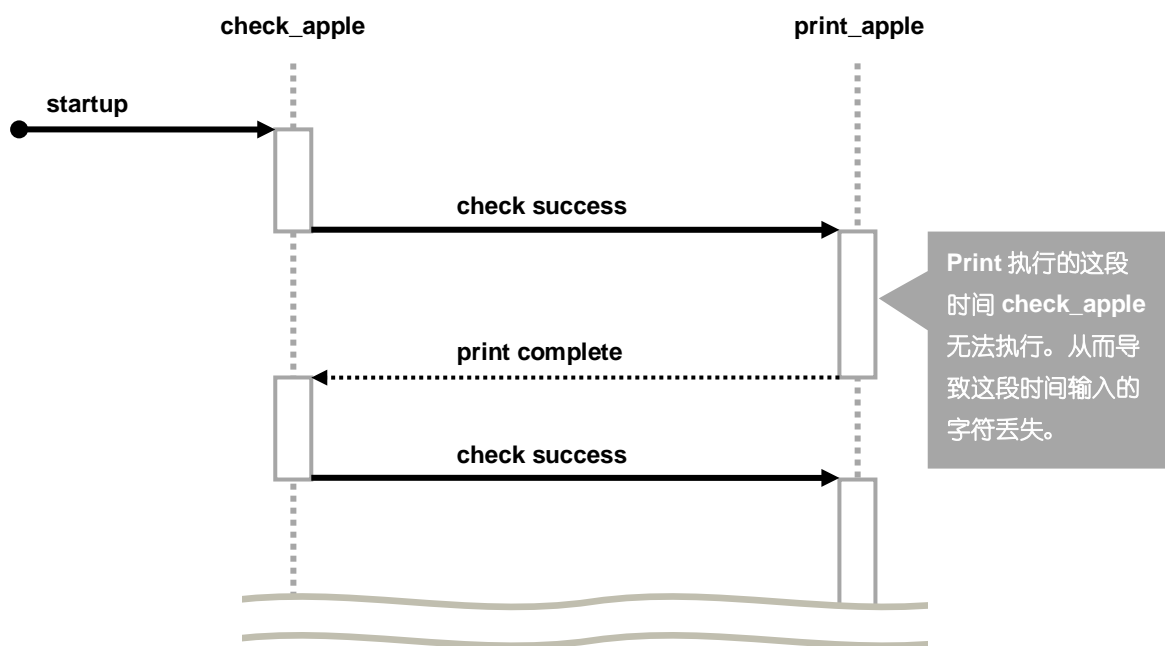 check_apple
print_apple
startup
check success
Print 执行的这段
时间 check_apple
无法执行。从而导
致这段时间输入的
字符丢失。
print complete
check success